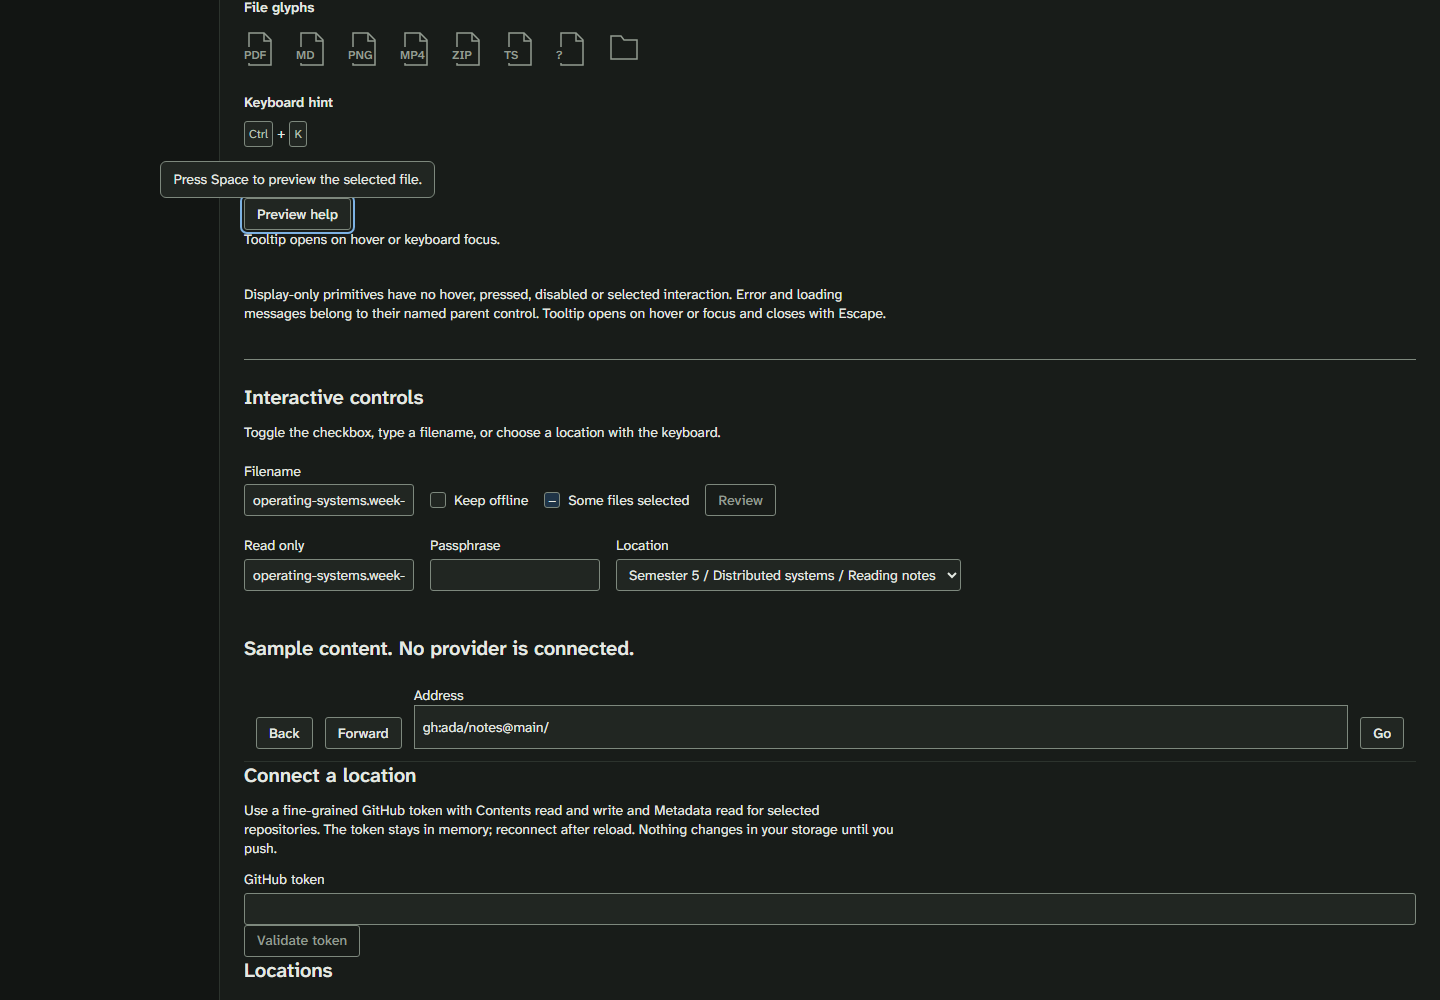 File glyphs
PDF MD PNG MP4 ZIP TS ?
Keyboard hint
Ctrl + K
Press Space to preview the selected file.
Preview help
Tooltip opens on hover or keyboard focus.
Display-only primitives have no hover, pressed, disabled or selected interaction. Error and loading
messages belong to their named parent control. Tooltip opens on hover or focus and closes with Escape.
Interactive controls
Toggle the checkbox, type a filename, or choose a location with the keyboard.
Filename
operating-systems.week- Keep offline Some files selected Review
Read only Passphrase Location
operating-systems.week- Semester 5 / Distributed systems / Reading notes
Sample content. No provider is connected.
Address
Back Forward gh:ada/notes@main/ Go
Connect a location
Use a fine-grained GitHub token with Contents read and write and Metadata read for selected
repositories. The token stays in memory; reconnect after reload. Nothing changes in your storage until you
push.
GitHub token
Validate token
Locations